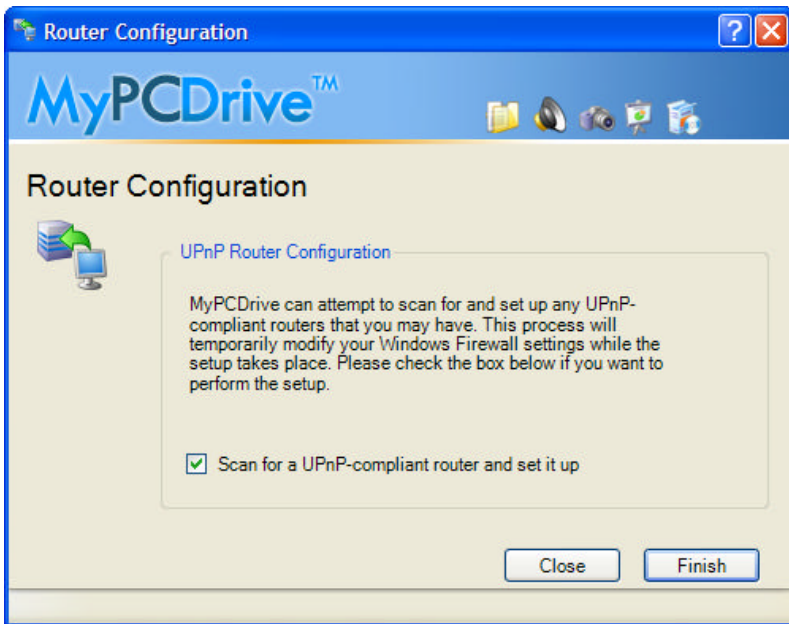 Router Configuration
MyPCDrive™
Router Configuration
UPnP Router Configuration
MyPCDrive can attempt to scan for and set up any UPnP-
compliant routers that you may have. This process will
temporarily modify your Windows Firewall settings while the
setup takes place. Please check the box below if you want to
perform the setup.
Scan for a UPnP-compliant router and set it up
Close Finish